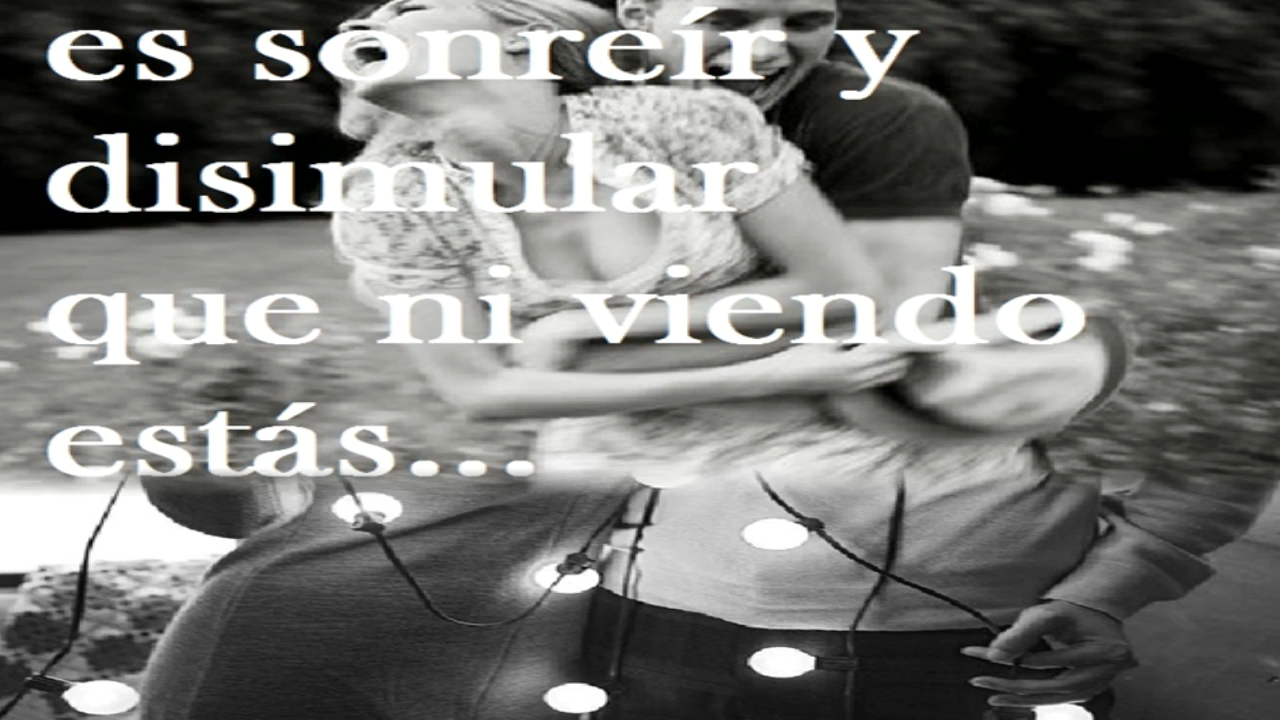 es sonreír y
disimular
que ni viendo
estás...